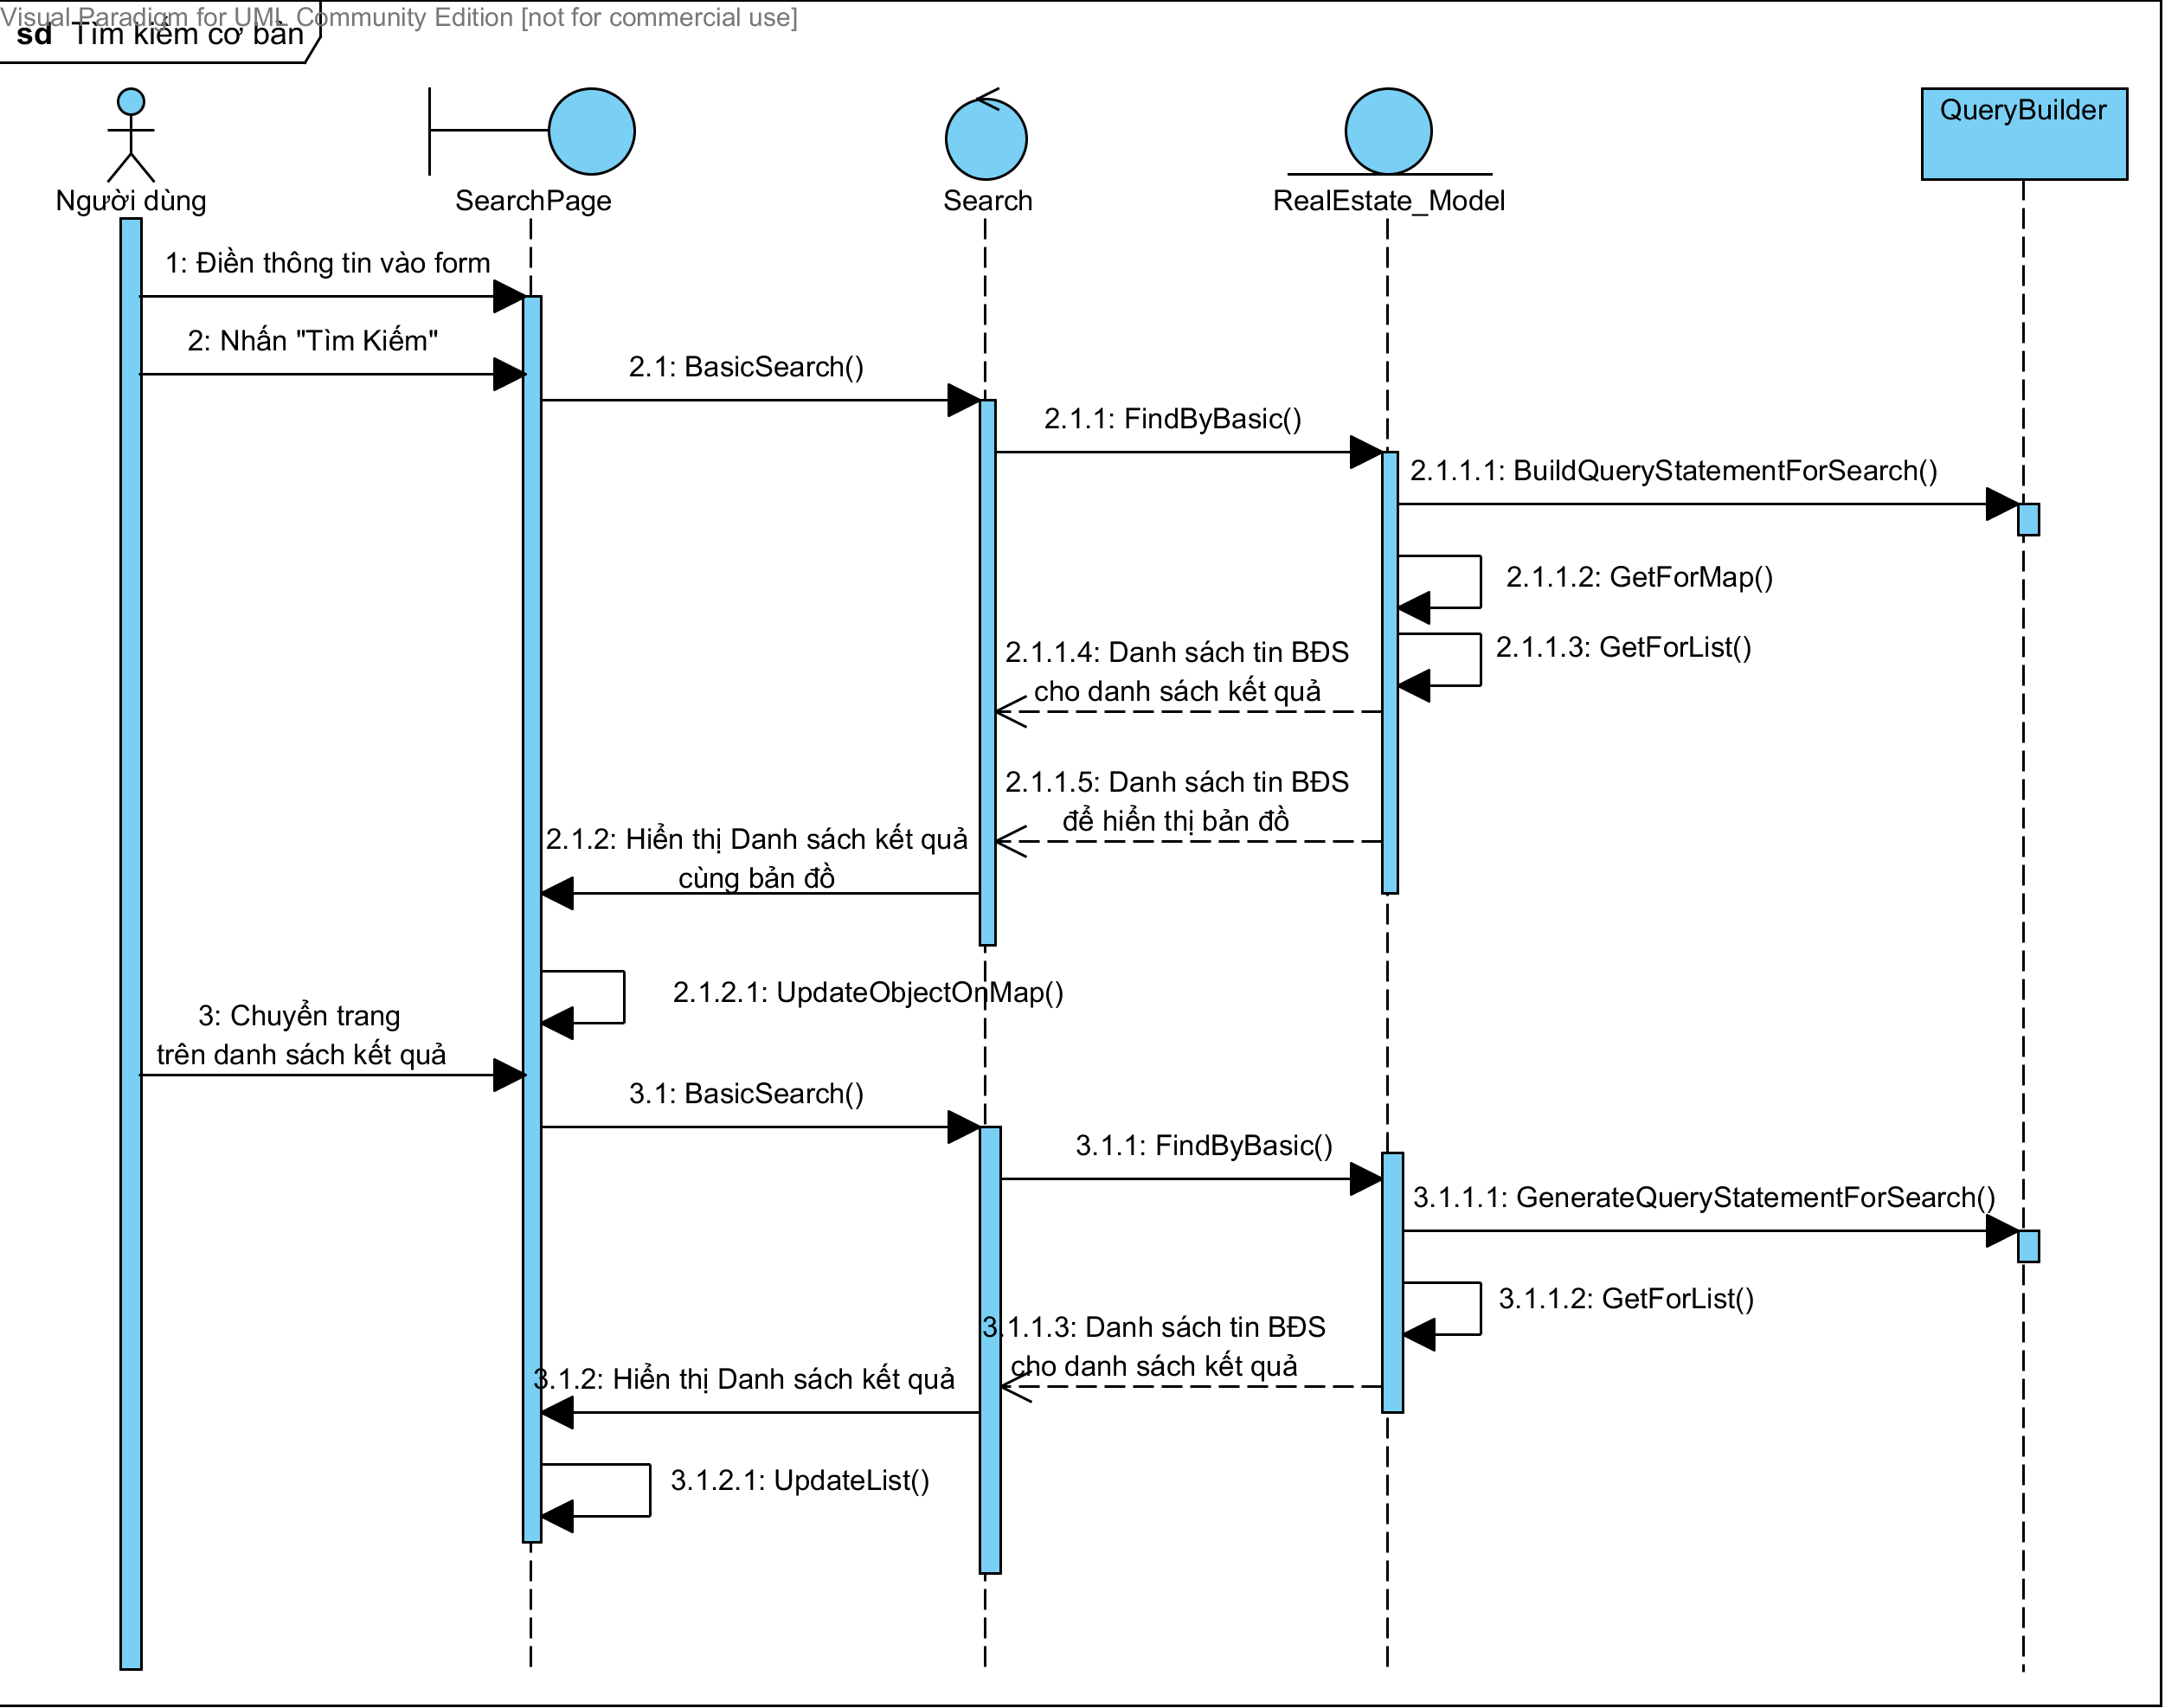 Visual Paradigm for UML Community Edition [not for commercial use]
sd Tìm kiếm cơ bản
Người dùng
SearchPage
Search
RealEstate_Model
QueryBuilder
1: Điền thông tin vào form
2: Nhấn "Tìm Kiếm"
2.1: BasicSearch()
2.1.1: FindByBasic()
2.1.1.1: BuildQueryStatementForSearch()
2.1.1.2: GetForMap()
2.1.1.3: GetForList()
2.1.1.4: Danh sách tin BĐS
cho danh sách kết quả
2.1.1.5: Danh sách tin BĐS
để hiển thị bản đồ
2.1.2: Hiển thị Danh sách kết quả
cùng bản đồ
2.1.2.1: UpdateObjectOnMap()
3: Chuyển trang
trên danh sách kết quả
3.1: BasicSearch()
3.1.1: FindByBasic()
3.1.1.1: GenerateQueryStatementForSearch()
3.1.1.2: GetForList()
3.1.1.3: Danh sách tin BĐS
cho danh sách kết quả
3.1.2: Hiển thị Danh sách kết quả
3.1.2.1: UpdateList()